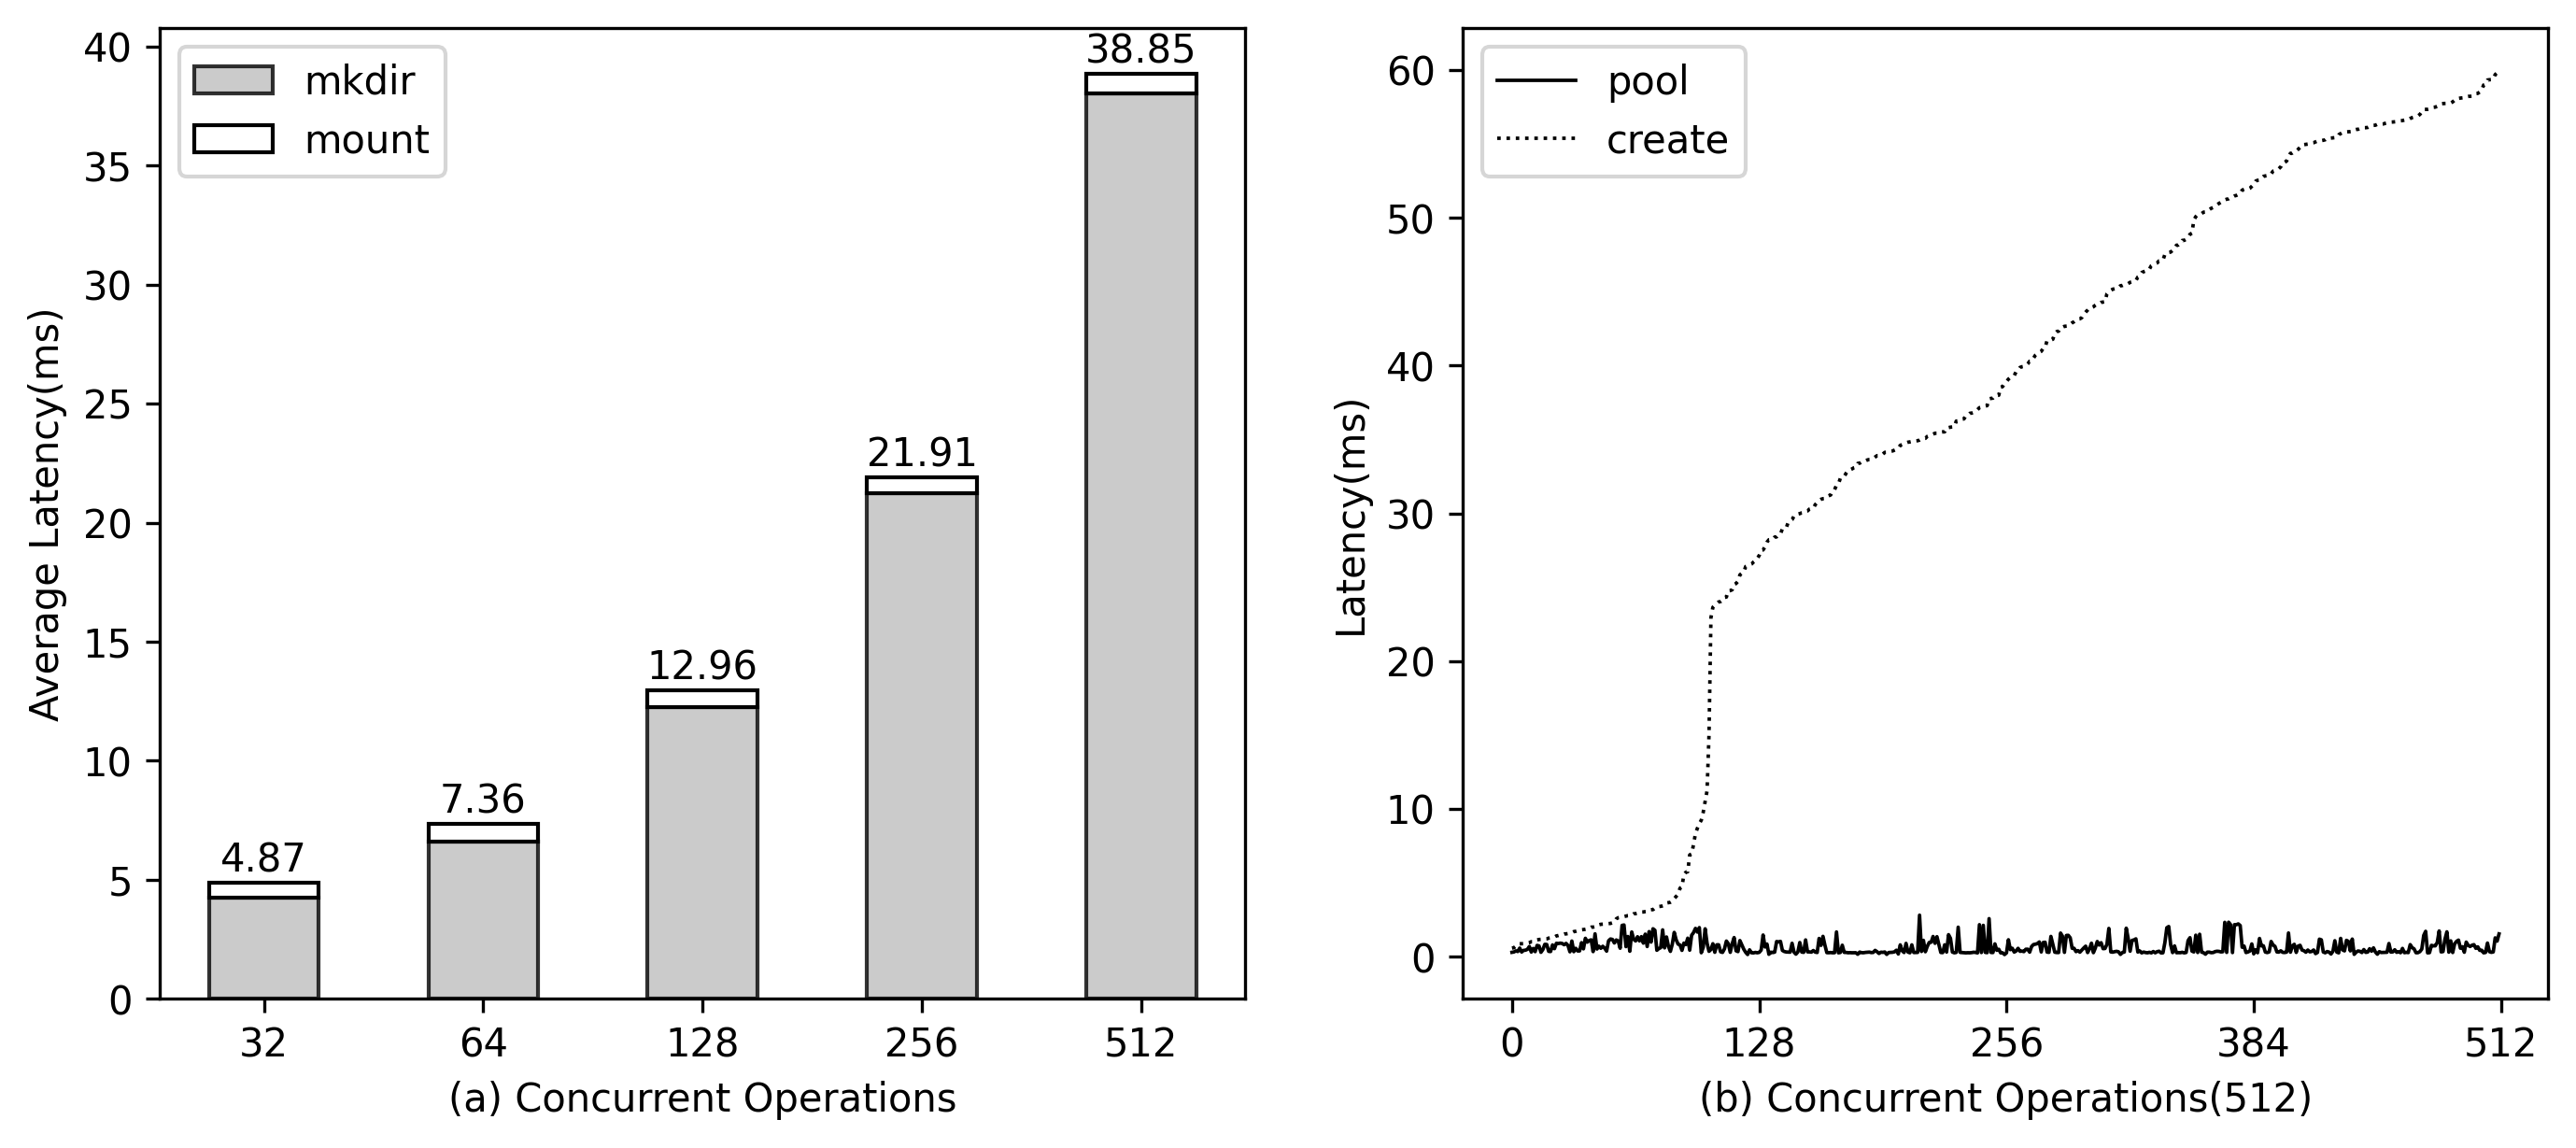 Average Latency(ms)
40
35
30
25
20
15
10
5
0
mkdir
mount
4.87
7.36
12.96
21.91
38.85
32 64 128 256 512
(a) Concurrent Operations
Latency(ms)
60
50
40
30
20
10
0
pool
create
0 128 256 384 512
(b) Concurrent Operations(512)